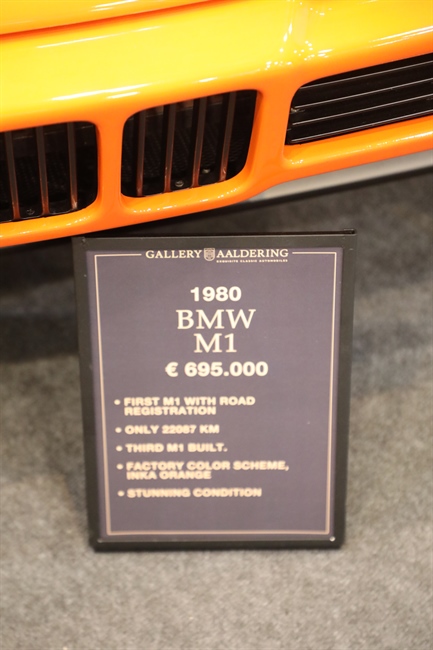 GALLERY AALDERING
EXQUISITE CLASSIC AUTOMOBILES
1980
BMW
M1
€ 695.000
• FIRST M1 WITH ROAD
REGISTRATION
• ONLY 22087 KM
• THIRD M1 BUILT.
• FACTORY COLOR SCHEME,
INKA ORANGE
• STUNNING CONDITION